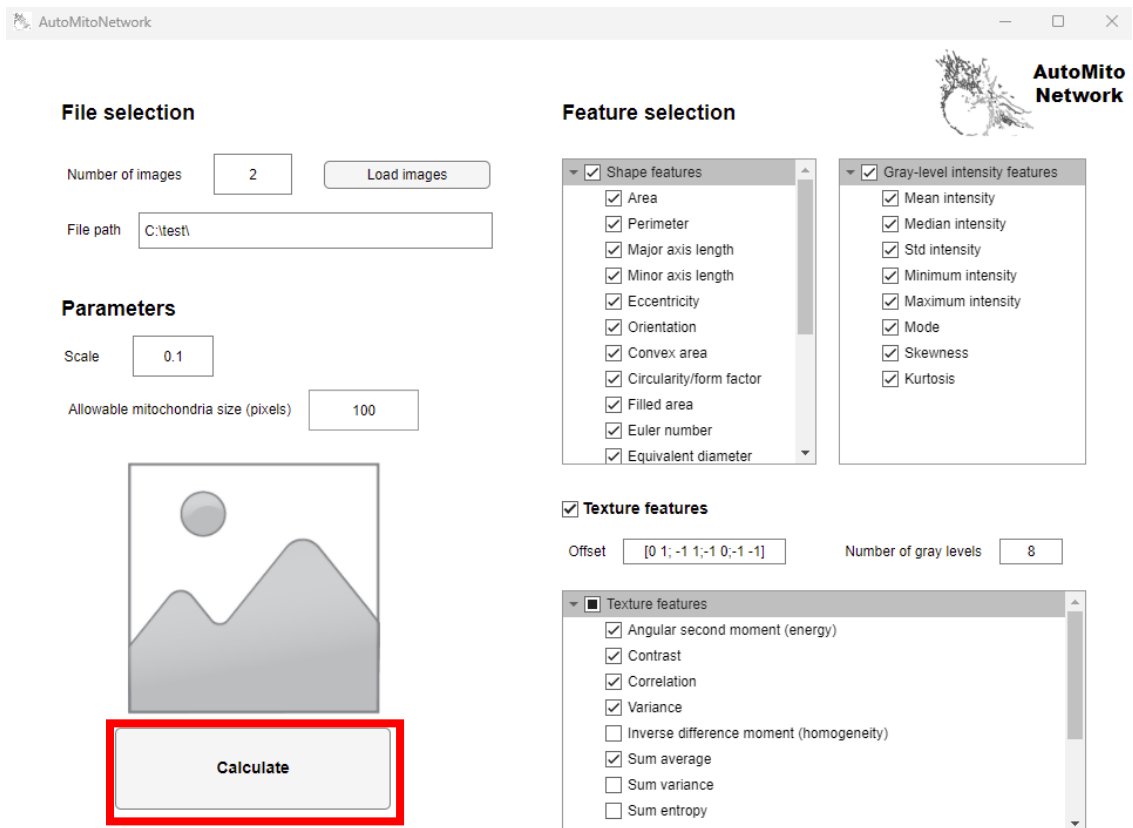 AutoMitoNetwork
AutoMito
Network
File selection
Number of images 2 Load images
File path C:\test\
Parameters
Scale 0.1
Allowable mitochondria size (pixels) 100
Calculate
Feature selection
Shape features
Area
Perimeter
Major axis length
Minor axis length
Eccentricity
Orientation
Convex area
Circularity/form factor
Filled area
Euler number
Equivalent diameter
Gray-level intensity features
Mean intensity
Median intensity
Std intensity
Minimum intensity
Maximum intensity
Mode
Skewness
Kurtosis
Texture features
Offset [0 1; -1 1;-1 0;-1 -1] Number of gray levels 8
Texture features
Angular second moment (energy)
Contrast
Correlation
Variance
Inverse difference moment (homogeneity)
Sum average
Sum variance
Sum entropy